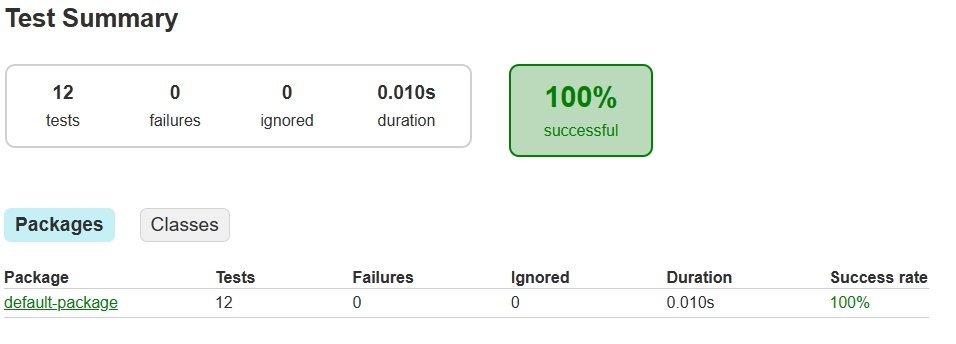 Test Summary
12 0 0 0.010s
tests failures ignored duration
100%
successful
Packages Classes
Package Tests Failures Ignored Duration Success rate
default-package 12 0 0 0.010s 100%